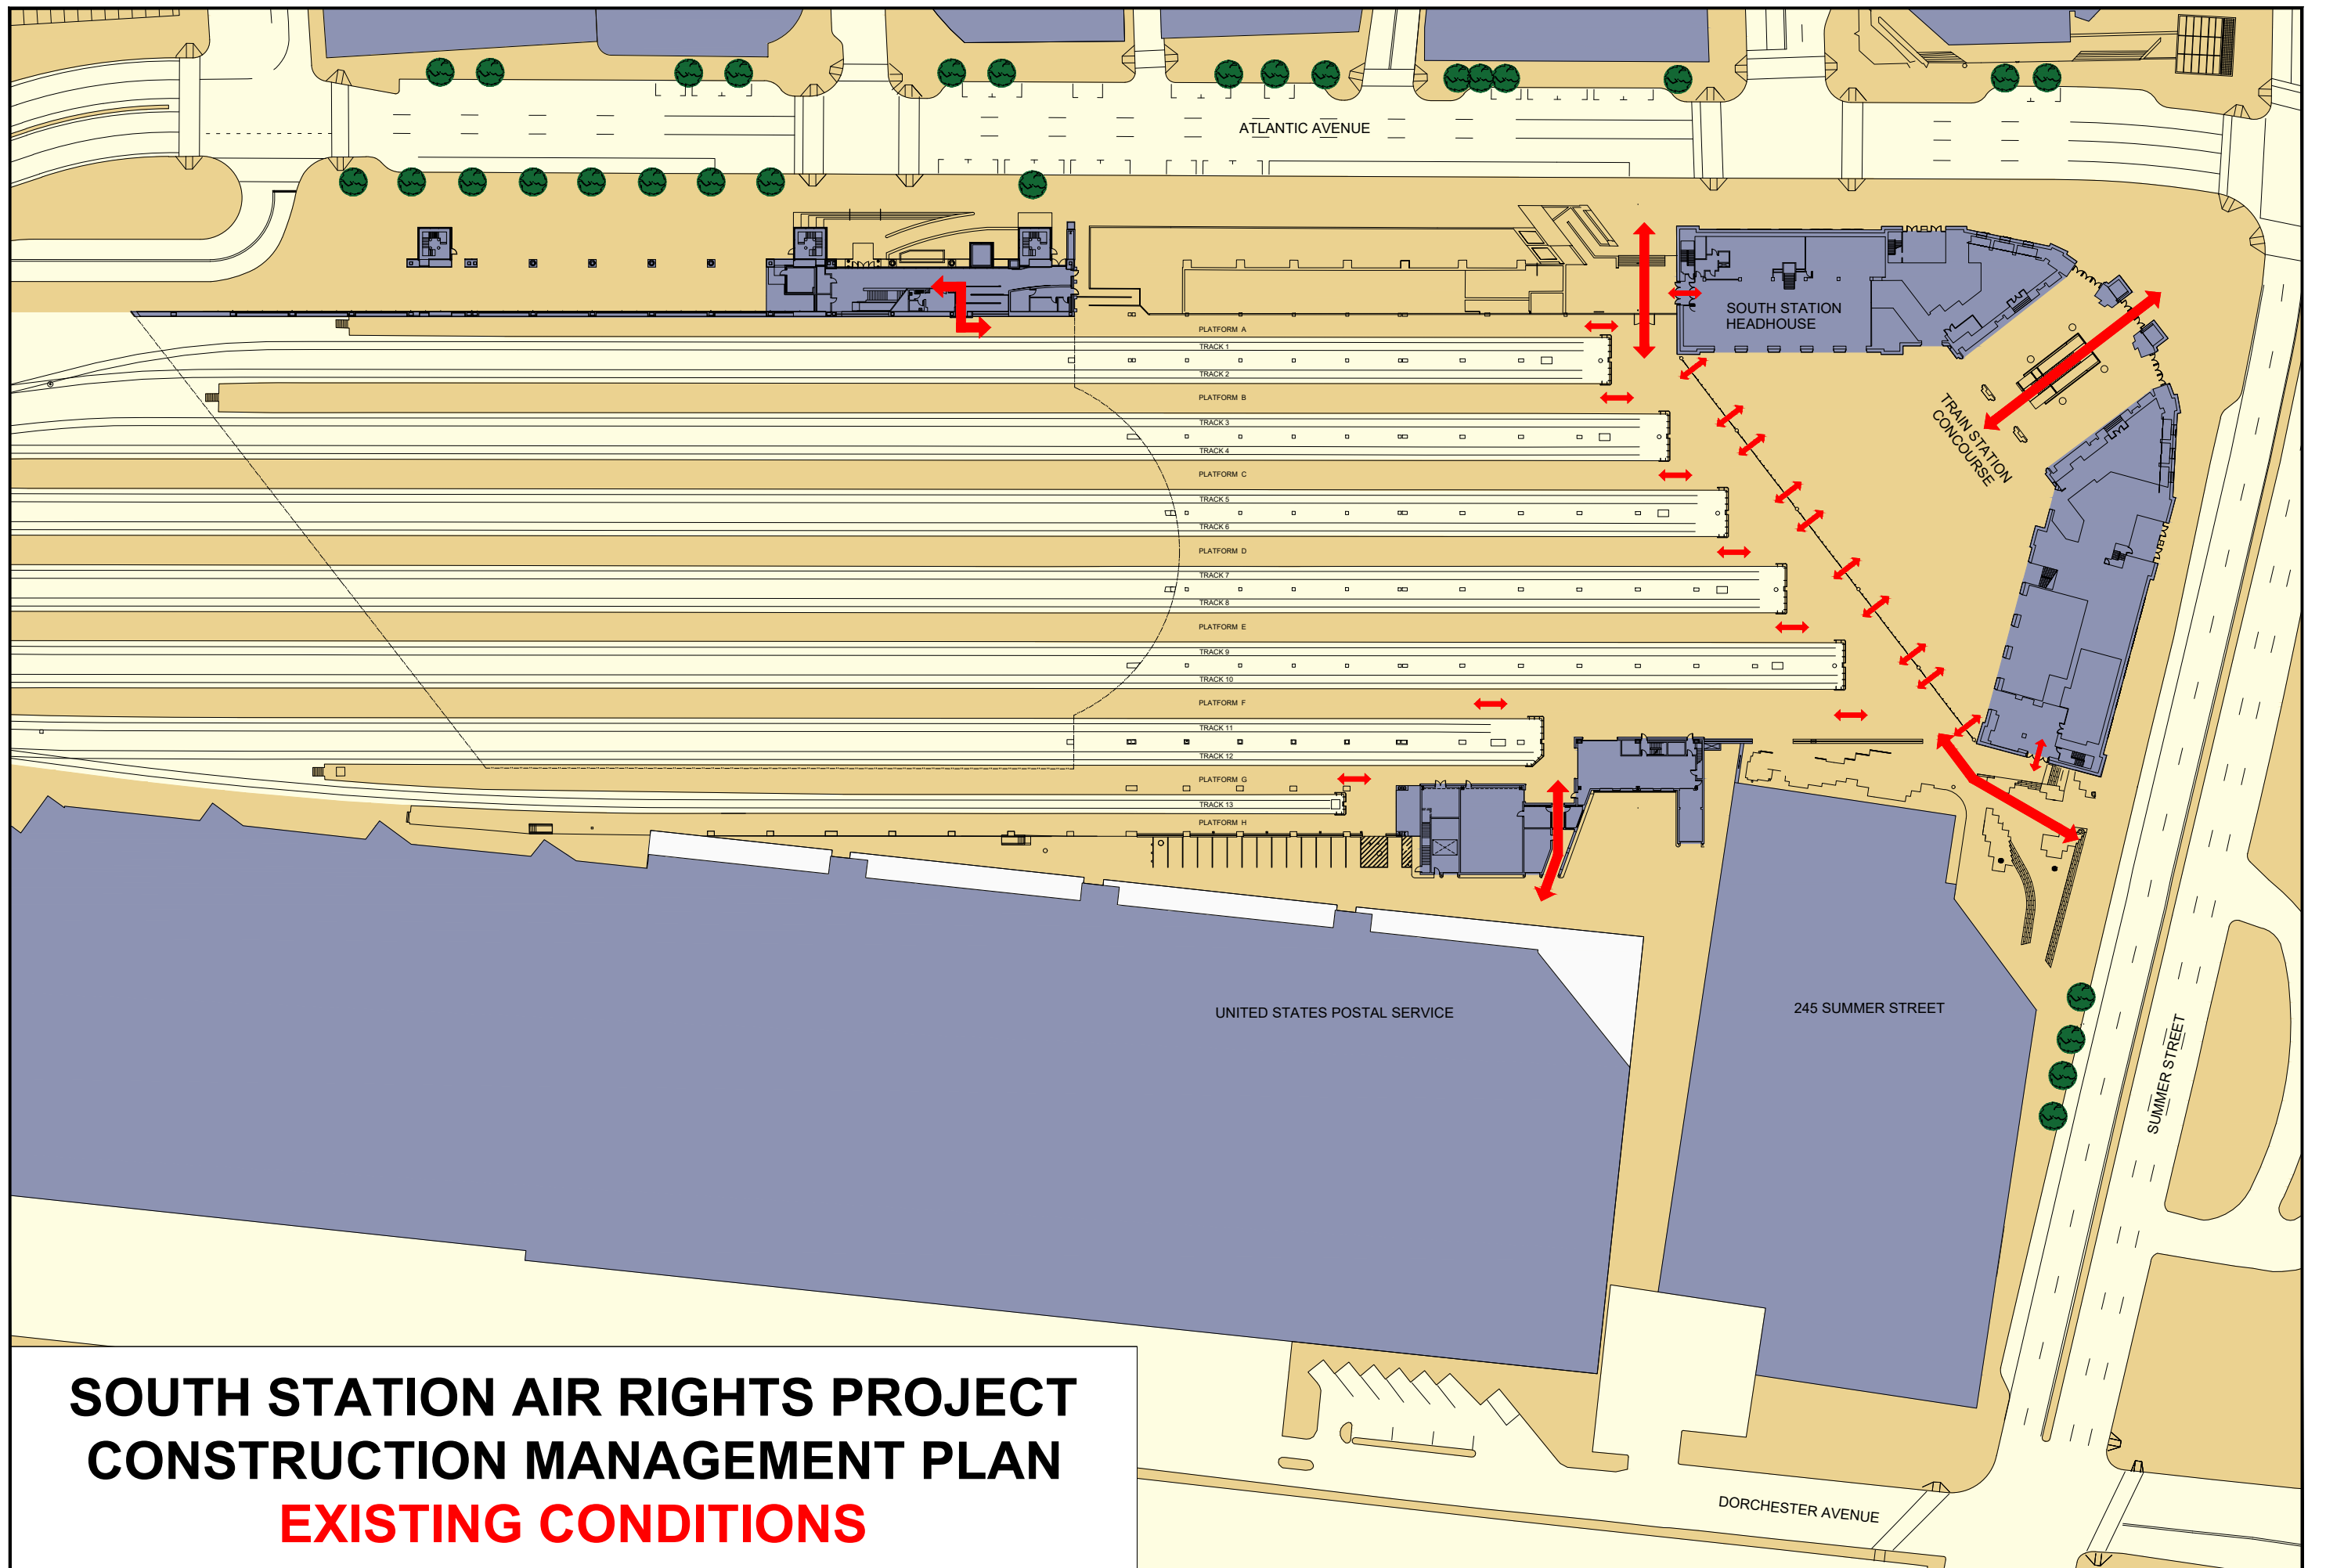 ATLANTIC AVENUE
SOUTH STATION
HEADHOUSE
TRAIN STATION
CONCOURSE
PLATFORM A
TRACK 1
TRACK 2
PLATFORM B
TRACK 3
TRACK 4
PLATFORM C
TRACK 5
TRACK 6
PLATFORM D
TRACK 7
TRACK 8
PLATFORM E
TRACK 9
TRACK 10
PLATFORM F
TRACK 11
TRACK 12
PLATFORM G
TRACK 13
PLATFORM H
UNITED STATES POSTAL SERVICE
245 SUMMER STREET
SUMMER STREET
DORCHESTER AVENUE
SOUTH STATION AIR RIGHTS PROJECT
CONSTRUCTION MANAGEMENT PLAN
EXISTING CONDITIONS